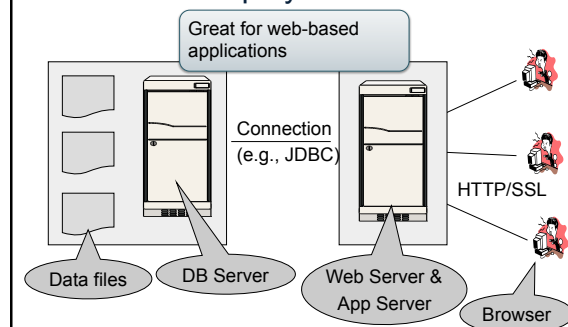 Great for web-based
applications
Connection
(e.g., JDBC)
HTTP/SSL
Data files
DB Server
Web Server &
App Server
Browser